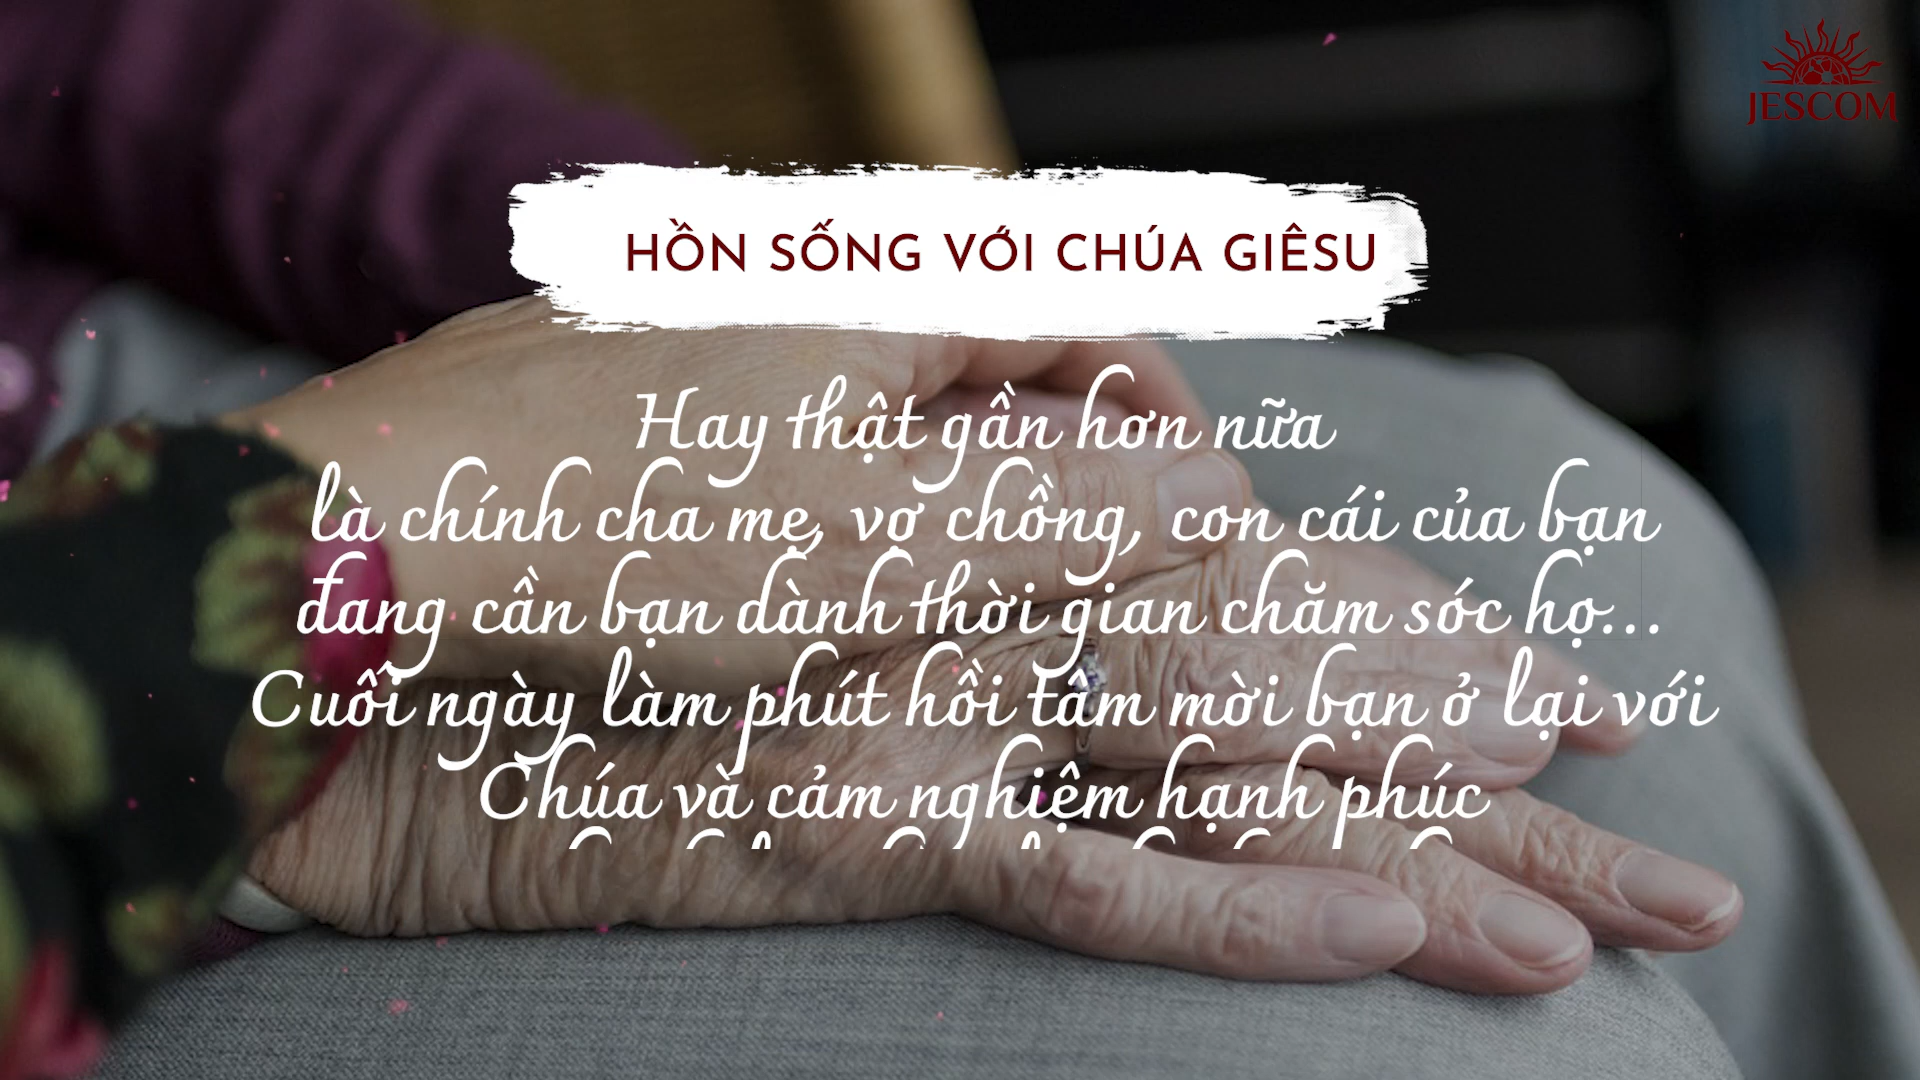 JESCOM
HỒN SỐNG VỚI CHÚA GIÊSU
Hay thật gần hơn nữa
là chính cha mẹ, vợ chồng, con cái của bạn
đang cần bạn dành thời gian chăm sóc họ...
Cuối ngày làm phút hồi tâm mời bạn ở lại với
Chúa và cảm nghiệm hạnh phúc